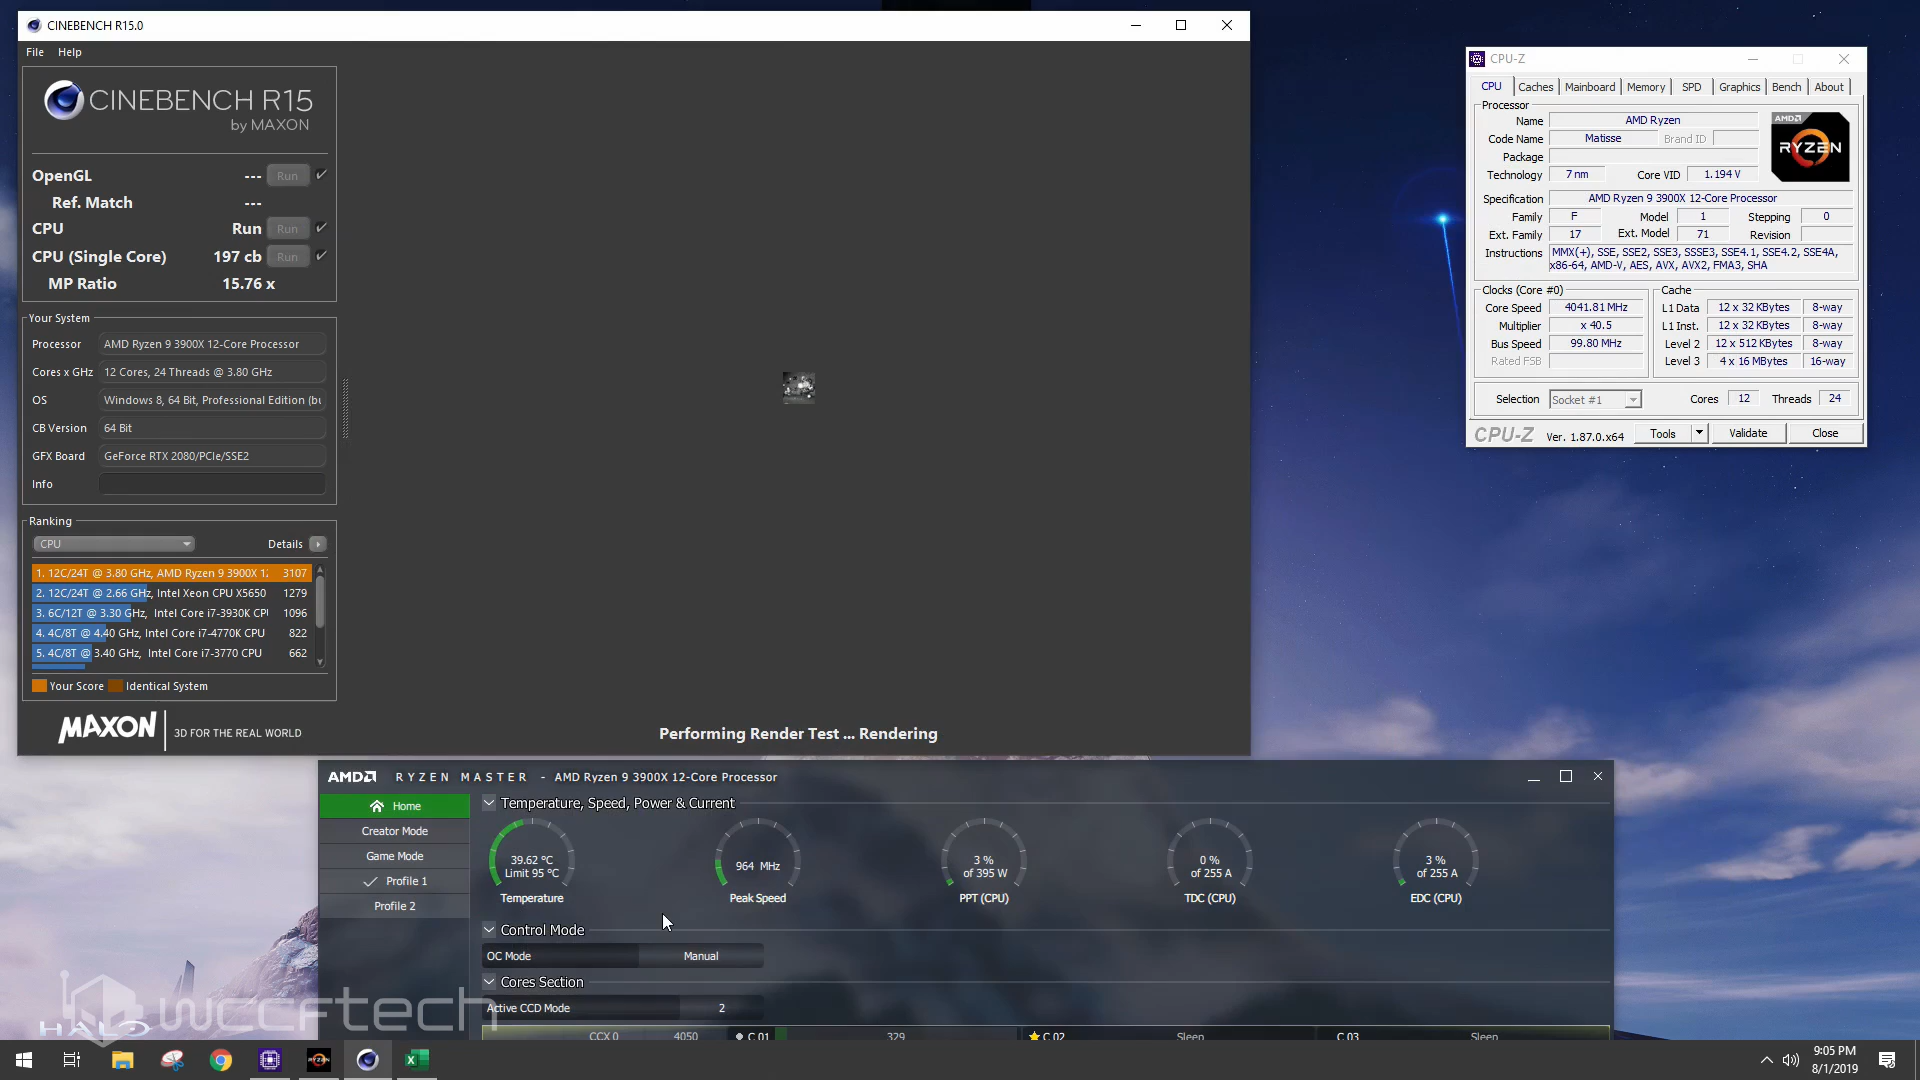 CINEBENCH R15.0
File Help
CINEBENCH R15
by MAXON
OpenGL --- Run
Ref. Match ---
CPU Run Run
CPU (Single Core) 197 cb Run
MP Ratio 15.76 x
Your System
Processor AMD Ryzen 9 3900X 12-Core Processor
Cores x GHz 12 Cores, 24 Threads @ 3.80 GHz
OS Windows 8, 64 Bit, Professional Edition (bu
CB Version 64 Bit
GFX Board GeForce RTX 2080/PCIe/SSE2
Info
Ranking
CPU Details
1. 12C/24T @ 3.80 GHz, AMD Ryzen 9 3900X 12 3107
2. 12C/24T @ 2.66 GHz, Intel Xeon CPU X5650 1279
3. 6C/12T @ 3.30 GHz, Intel Core i7-3930K CPU 1096
4. 4C/8T @ 4.40 GHz, Intel Core i7-4770K CPU 822
5. 4C/8T @ 3.40 GHz, Intel Core i7-3770 CPU 662
Your Score Identical System
MAXON 3D FOR THE REAL WORLD
Performing Render Test ... Rendering
CPU-Z
CPU Caches Mainboard Memory SPD Graphics Bench About
Processor
Name AMD Ryzen
Code Name Matisse Brand ID
Package
Technology 7 nm Core VID 1.194 V
AMD RYZEN
Specification AMD Ryzen 9 3900X 12-Core Processor
Family F Model 1 Stepping 0
Ext. Family 17 Ext. Model 71 Revision
Instructions MMX(+), SSE, SSE2, SSE3, SSSE3, SSE4.1, SSE4.2, SSE4A,
x86-64, AMD-V, AES, AVX, AVX2, FMA3, SHA
Clocks (Core #0) Cache
Core Speed 4041.81 MHz L1 Data 12 x 32 KBytes 8-way
Multiplier x 40.5 L1 Inst. 12 x 32 KBytes 8-way
Bus Speed 99.80 MHz Level 2 12 x 512 KBytes 8-way
Rated FSB Level 3 4 x 16 MBytes 16-way
Selection Socket #1 Cores 12 Threads 24
CPU-Z Ver. 1.87.0.x64 Tools Validate Close
AMD RYZEN MASTER - AMD Ryzen 9 3900X 12-Core Processor
Home
Creator Mode
Game Mode
Profile 1
Profile 2
Temperature, Speed, Power & Current
39.62 °C 964 MHz 3 % 0 % 3 %
Limit 95 °C of 395 W of 255 A of 255 A
Temperature Peak Speed PPT (CPU) TDC (CPU) EDC (CPU)
Control Mode
OC Mode Manual
Cores Section
Active CCD Mode 2
CCX 0 4050 C 01 329 C 02 Sleep C 03 Sleep
HALO
wccftech
9:05 PM
8/1/2019